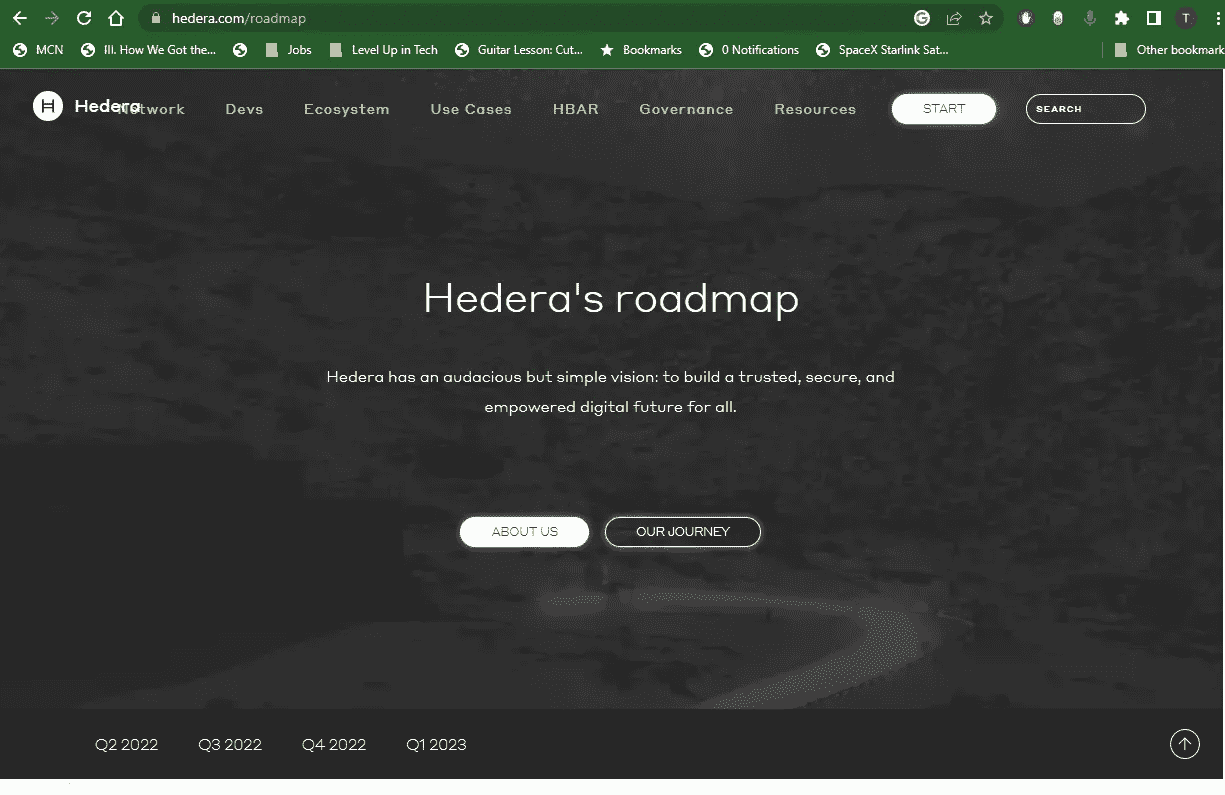 hedera.com/roadmap
T
MCN
III. How We Got the...
Jobs
Level Up in Tech
Guitar Lesson: Cut...
Bookmarks
0 Notifications
SpaceX Starlink Sat...
Other bookmark
H Hedera
Network Devs Ecosystem Use Cases HBAR Governance Resources START SEARCH
Hedera's roadmap
Hedera has an audacious but simple vision: to build a trusted, secure, and
empowered digital future for all.
ABOUT US OUR JOURNEY
Q2 2022 Q3 2022 Q4 2022 Q1 2023